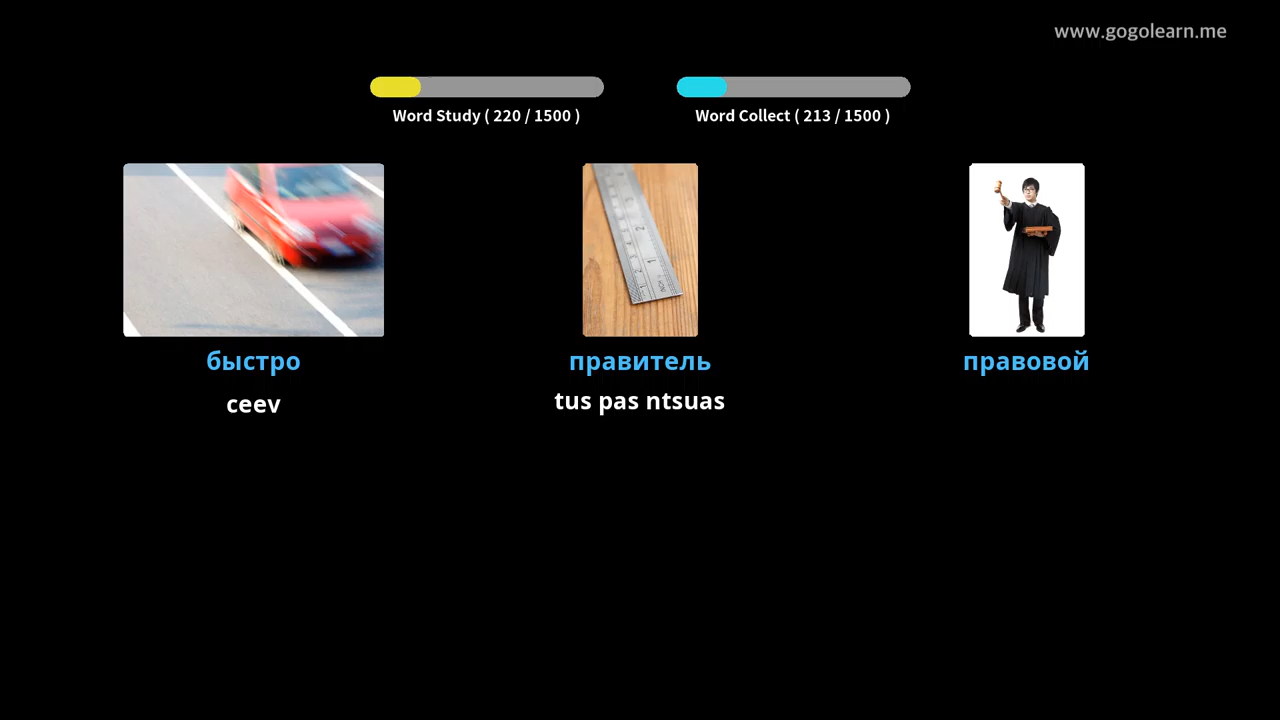 www.gogolearn.me
Word Study ( 220 / 1500 )
Word Collect ( 213 / 1500 )
быстро
правитель
правовой
ceev
tus pas ntsuas